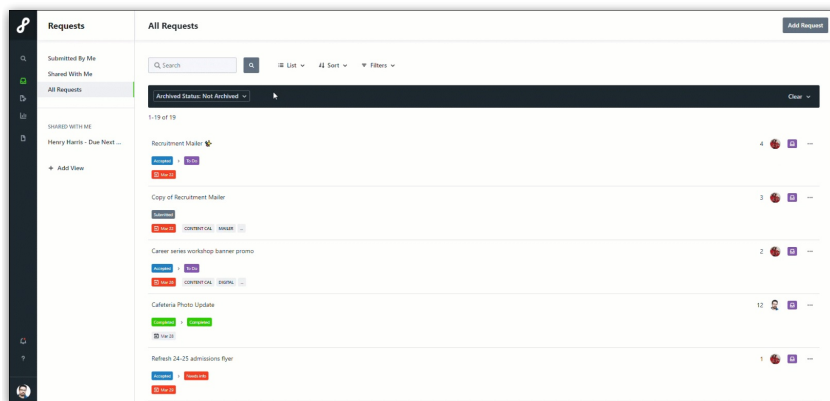 Requests
All Requests
Add Request
Submitted By Me
Shared With Me
All Requests
SHARED WITH ME
Henry Harris - Due Next ...
+ Add View
Search
List
Sort
Filters
Archived Status: Not Archived
Clear
1-19 of 19
Recruitment Mailer
4
Accepted > To Do
Mar 22
Copy of Recruitment Mailer
3
Submitted
Mar 22 CONTENT CAL MAILER ...
Career series workshop banner promo
2
Accepted > To Do
CONTENT CAL DIGITAL ...
Cafeteria Photo Update
12
Completed > Completed
Mar 28
Refresh 24-25 admissions flyer
1
Accepted > Needs Info
Mar 29